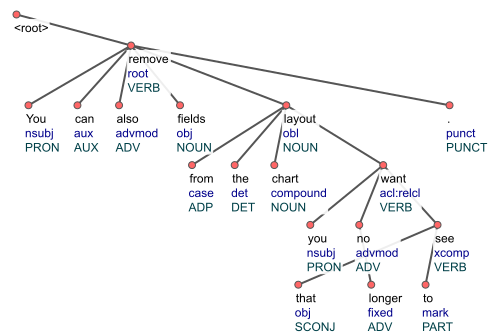 <root>
remove
root
VERB
You can also fields layout .
nsubj aux advmod obj obl punct
PRON AUX ADV NOUN NOUN PUNCT
from the chart want
case det compound acl:relcl
ADP DET NOUN VERB
you no see
nsubj advmod xcomp
PRON ADV VERB
that longer to
obj fixed mark
SCONJ ADV PART